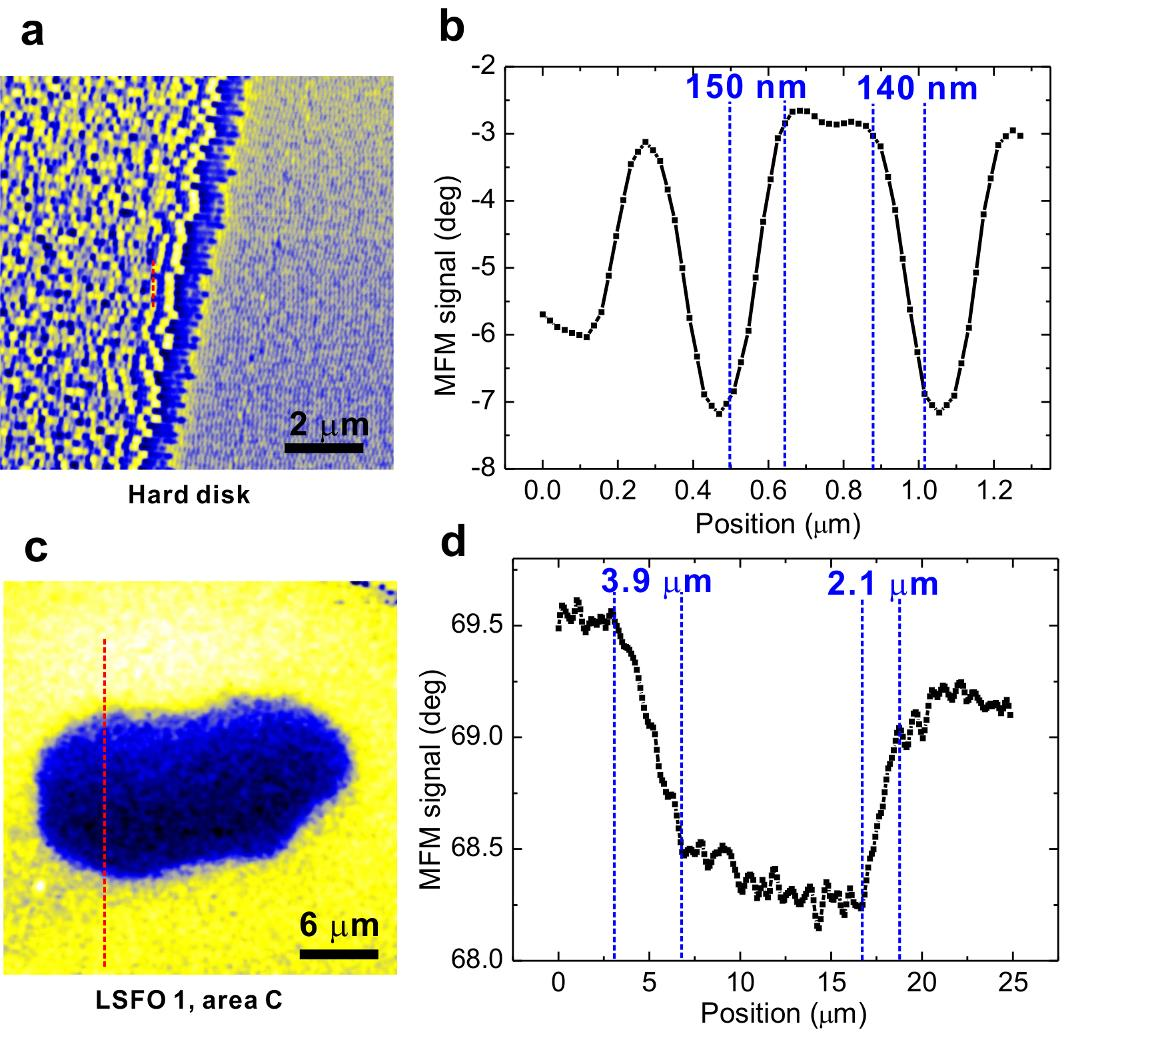 a
2 μm
Hard disk
b
150 nm 140 nm
-2
-3
-4
-5
-6
-7
-8
MFM signal (deg)
0.0 0.2 0.4 0.6 0.8 1.0 1.2
Position (μm)
c
6 μm
LSFO 1, area C
d
3.9 μm 2.1 μm
69.5
69.0
68.5
68.0
MFM signal (deg)
0 5 10 15 20 25
Position (μm)